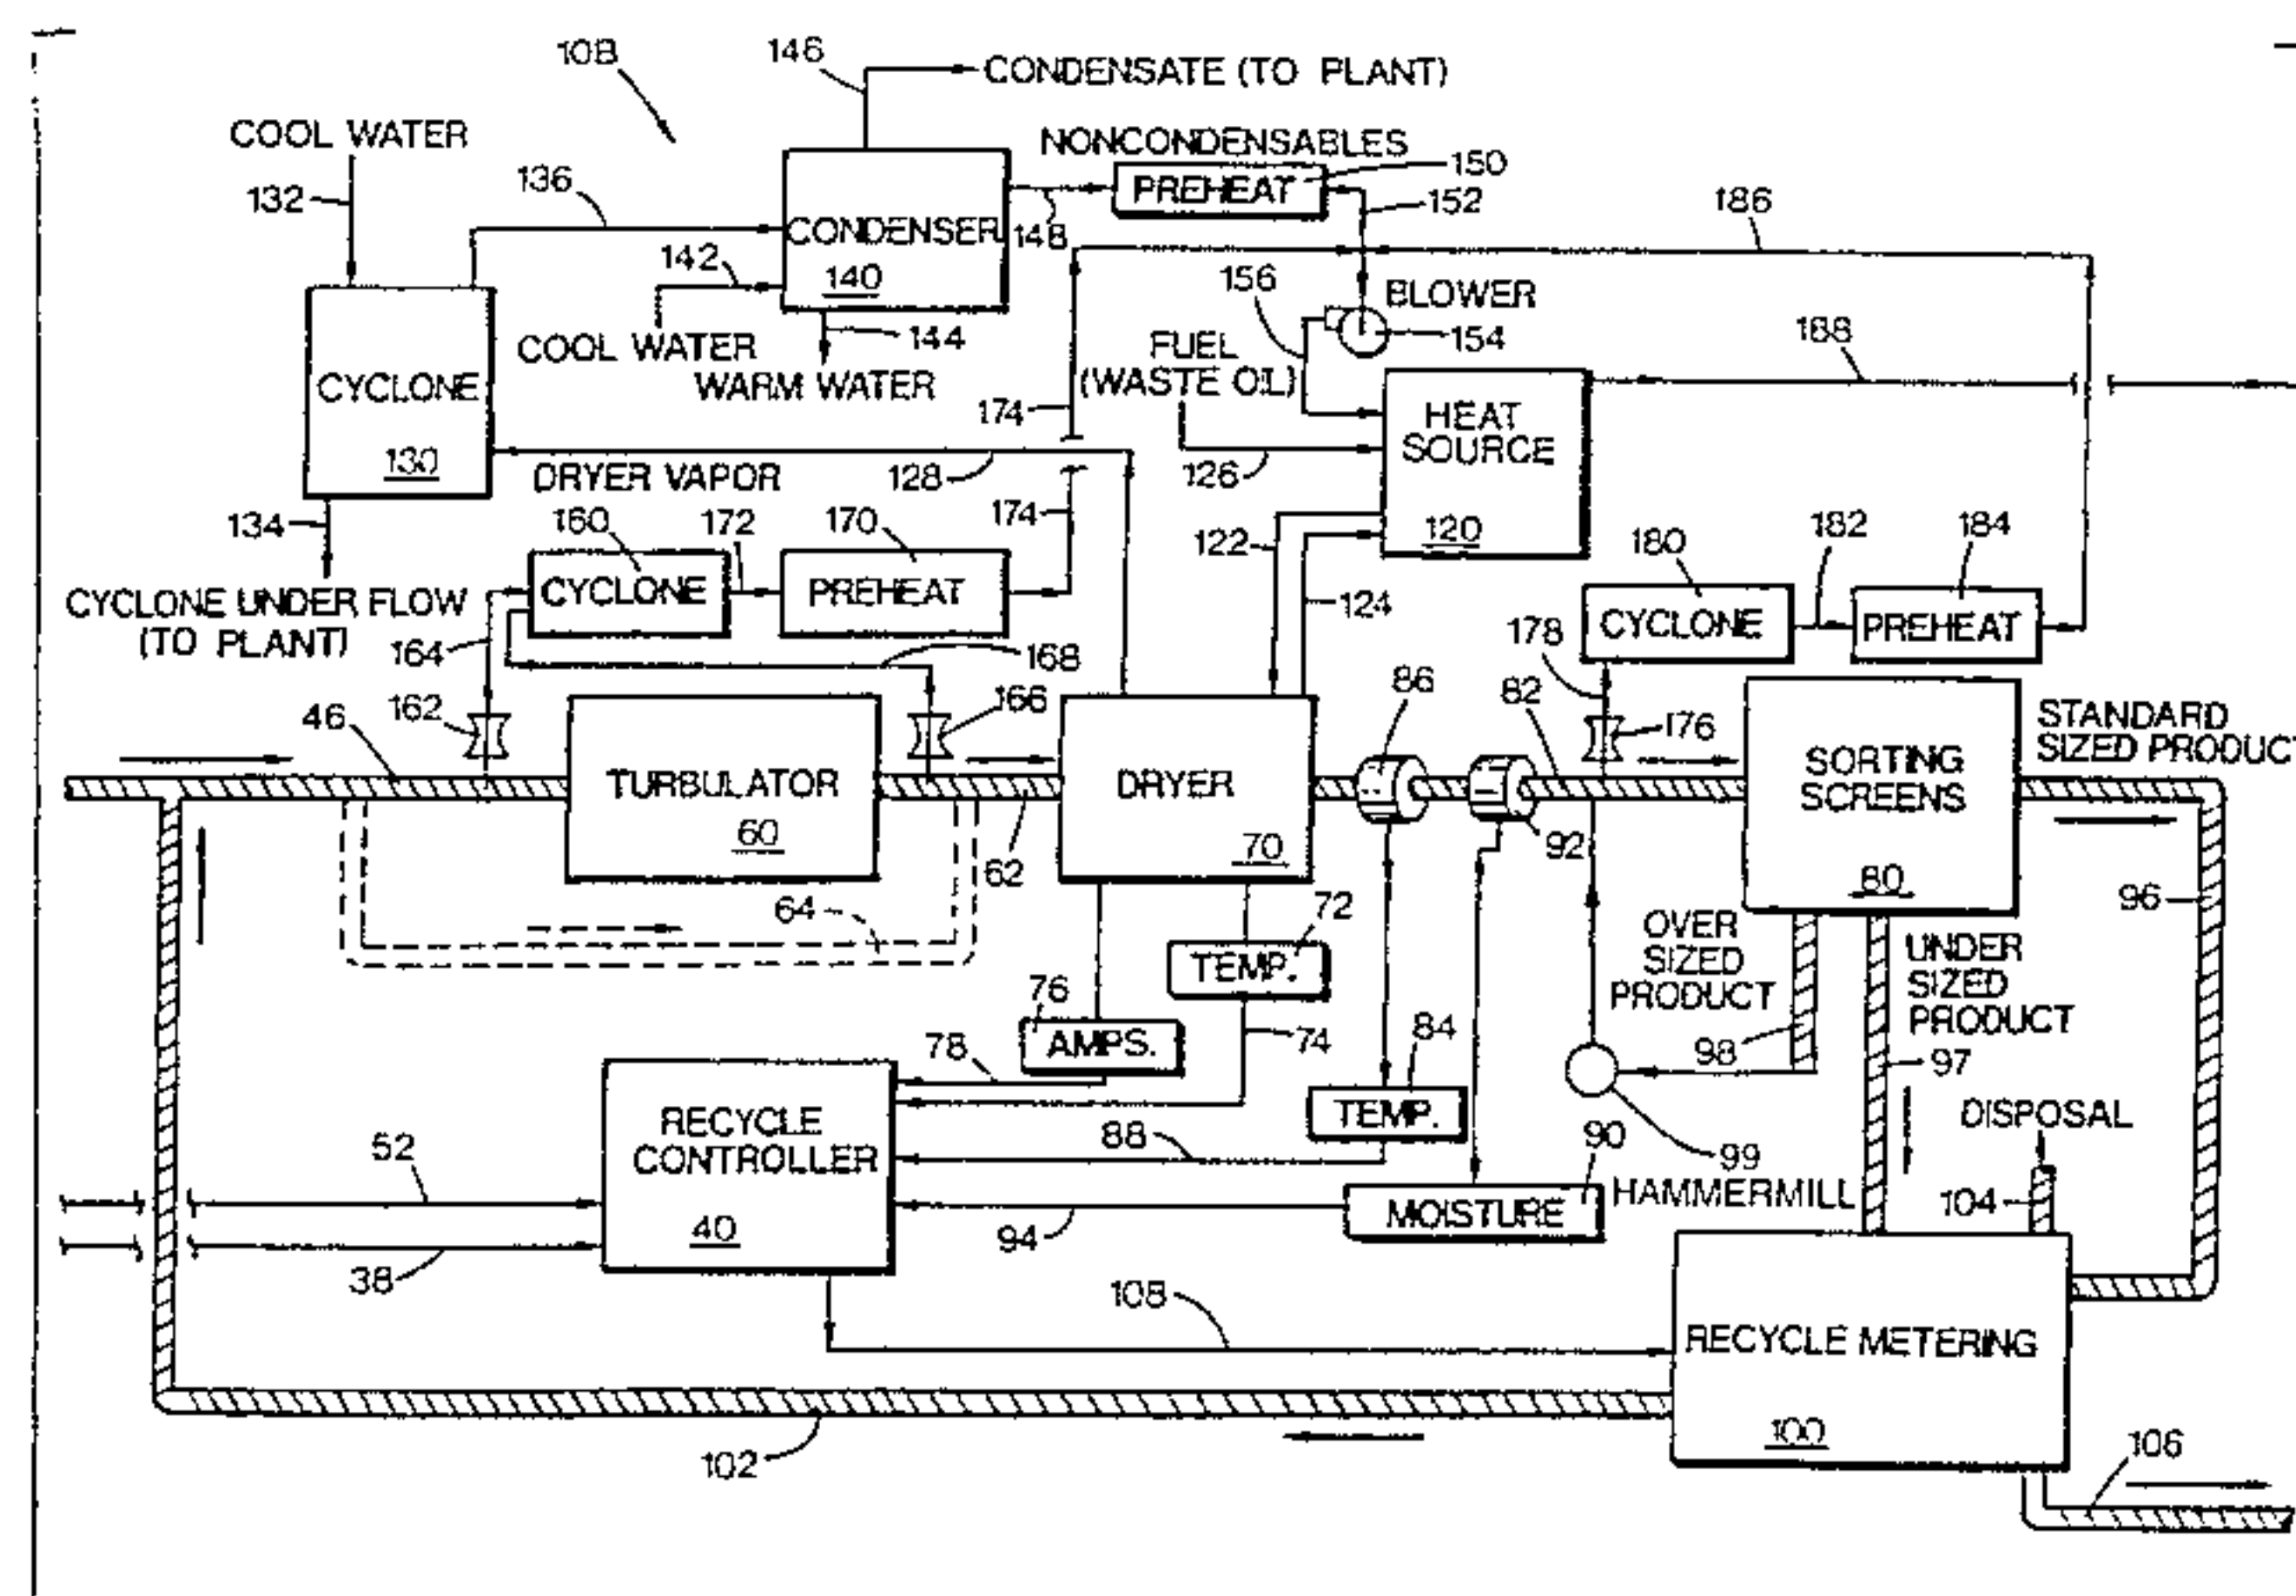 10B
146
CONDENSATE (TO PLANT)
COOL WATER
132
136
NONCONDENSABLES
PREHEAT
150
152
148
186
CONDENSER
140
142
COOL WATER
144
WARM WATER
156
BLOWER
154
FUEL
(WASTE OIL)
188
CYCLONE
130
174
HEAT
SOURCE
120
126
DRYER VAPOR
128
134
CYCLONE UNDER FLOW
(TO PLANT)
160
CYCLONE
172
170
PREHEAT
174
122
124
180
CYCLONE
182
184
PREHEAT
164
168
178
162
166
176
46
86
82
STANDARD
SIZED PRODUCT
TURBULATOR
60
DRYER
70
SORTING
SCREENS
80
62
92
64
72
TEMP.
74
76
AMPS.
78
OVER
SIZED
PRODUCT
98
UNDER
SIZED
PRODUCT
97
96
84
TEMP.
88
90
MOISTURE
94
99
HAMMERMILL
DISPOSAL
104
RECYCLE
CONTROLLER
40
52
38
108
RECYCLE METERING
100
102
106